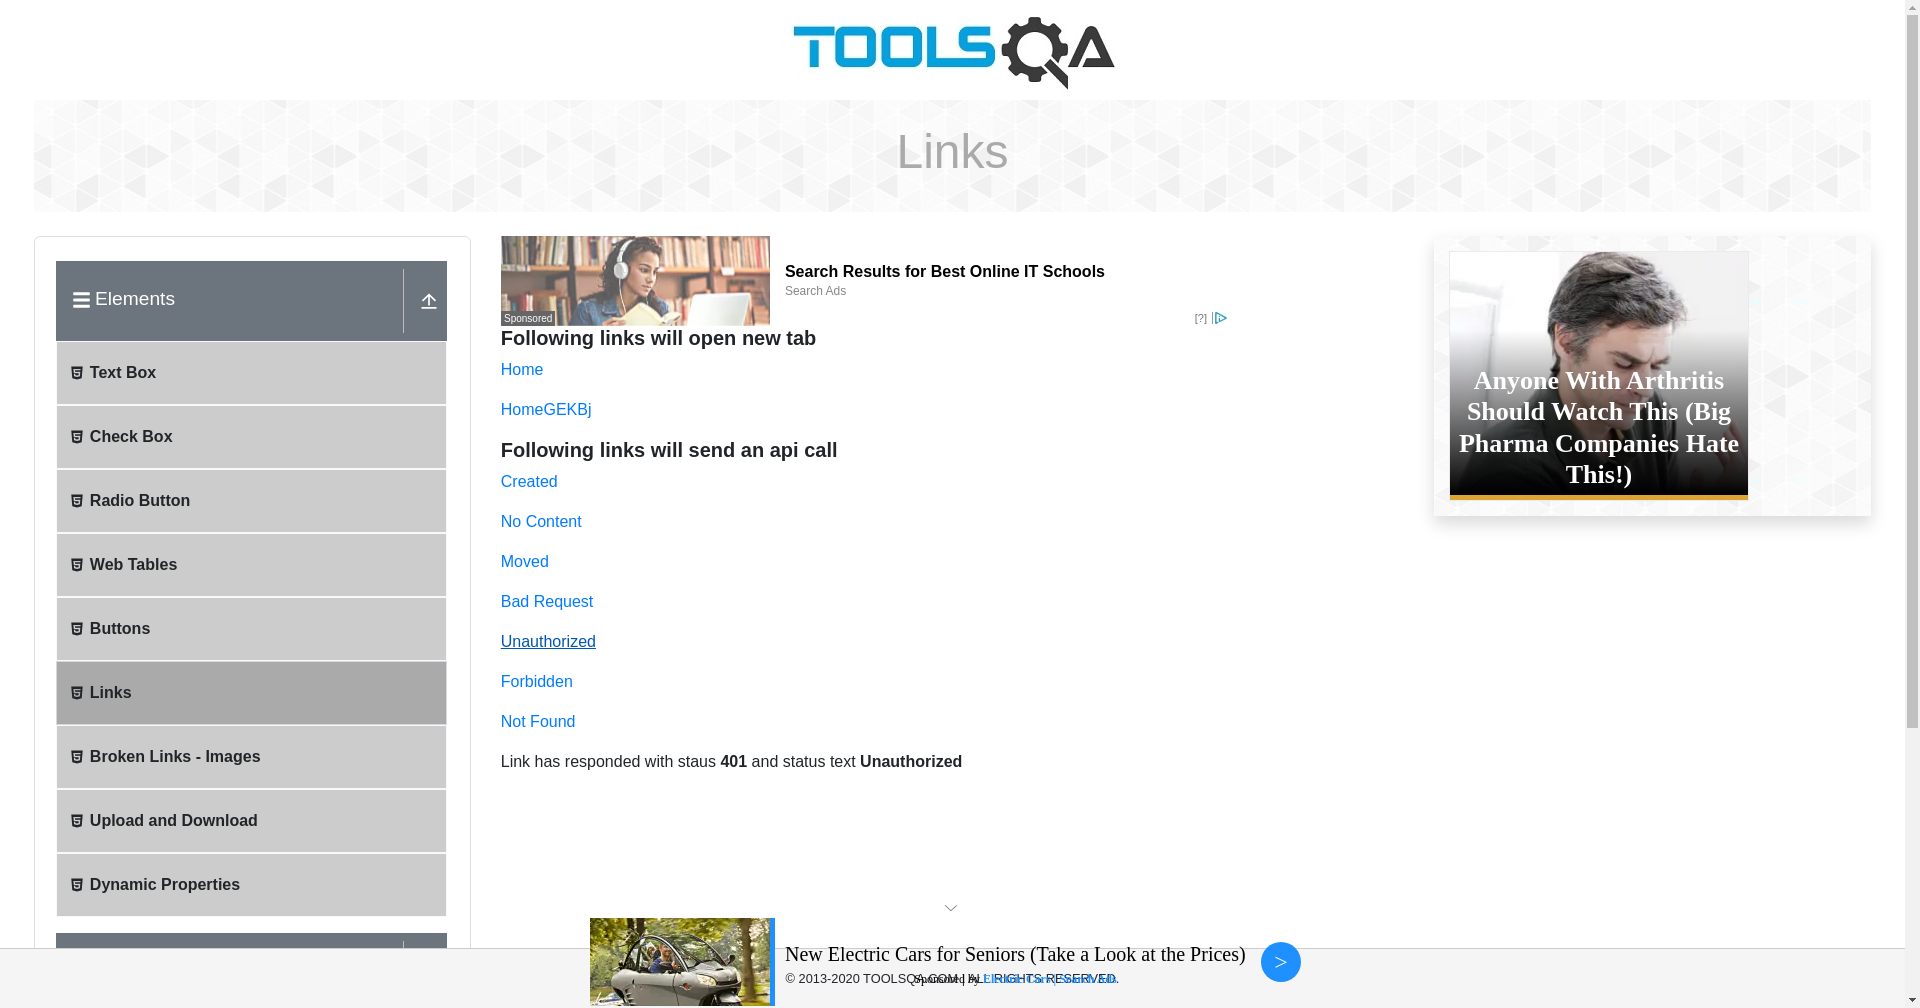 TOOLSQA
Links
Elements
Text Box
Check Box
Radio Button
Web Tables
Buttons
Links
Broken Links - Images
Upload and Download
Dynamic Properties
Sponsored
Search Results for Best Online IT Schools
Search Ads
[?]
Following links will open new tab
Home
HomeGEKBj
Following links will send an api call
Created
No Content
Moved
Bad Request
Unauthorized
Forbidden
Not Found
Link has responded with staus 401 and status text Unauthorized
Anyone With Arthritis
Should Watch This (Big
Pharma Companies Hate
This!)
New Electric Cars for Seniors (Take a Look at the Prices)
>
© 2013-2020 TOOLSQA.COM | ALL RIGHTS RESERVED.